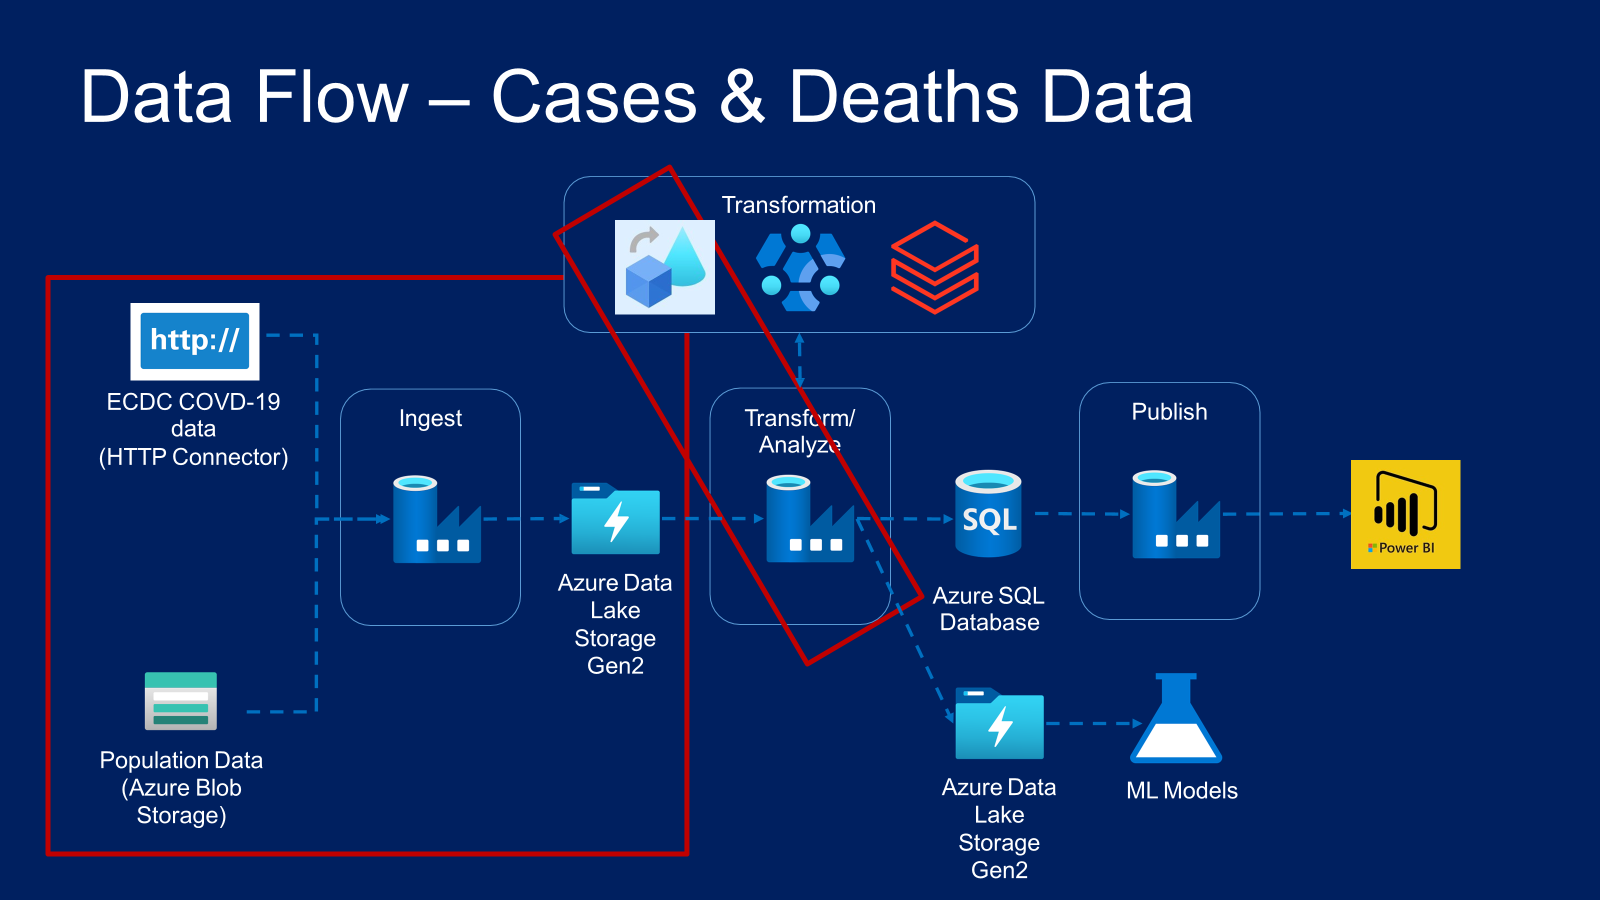 Data Flow – Cases & Deaths Data
Transformation
http://
ECDC COVD-19
data
(HTTP Connector)
Ingest
Transform/
Analyze
Publish
SQL
Power BI
Azure Data
Lake
Storage
Gen2
Azure SQL
Database
Population Data
(Azure Blob
Storage)
Azure Data
Lake
Storage
Gen2
ML Models